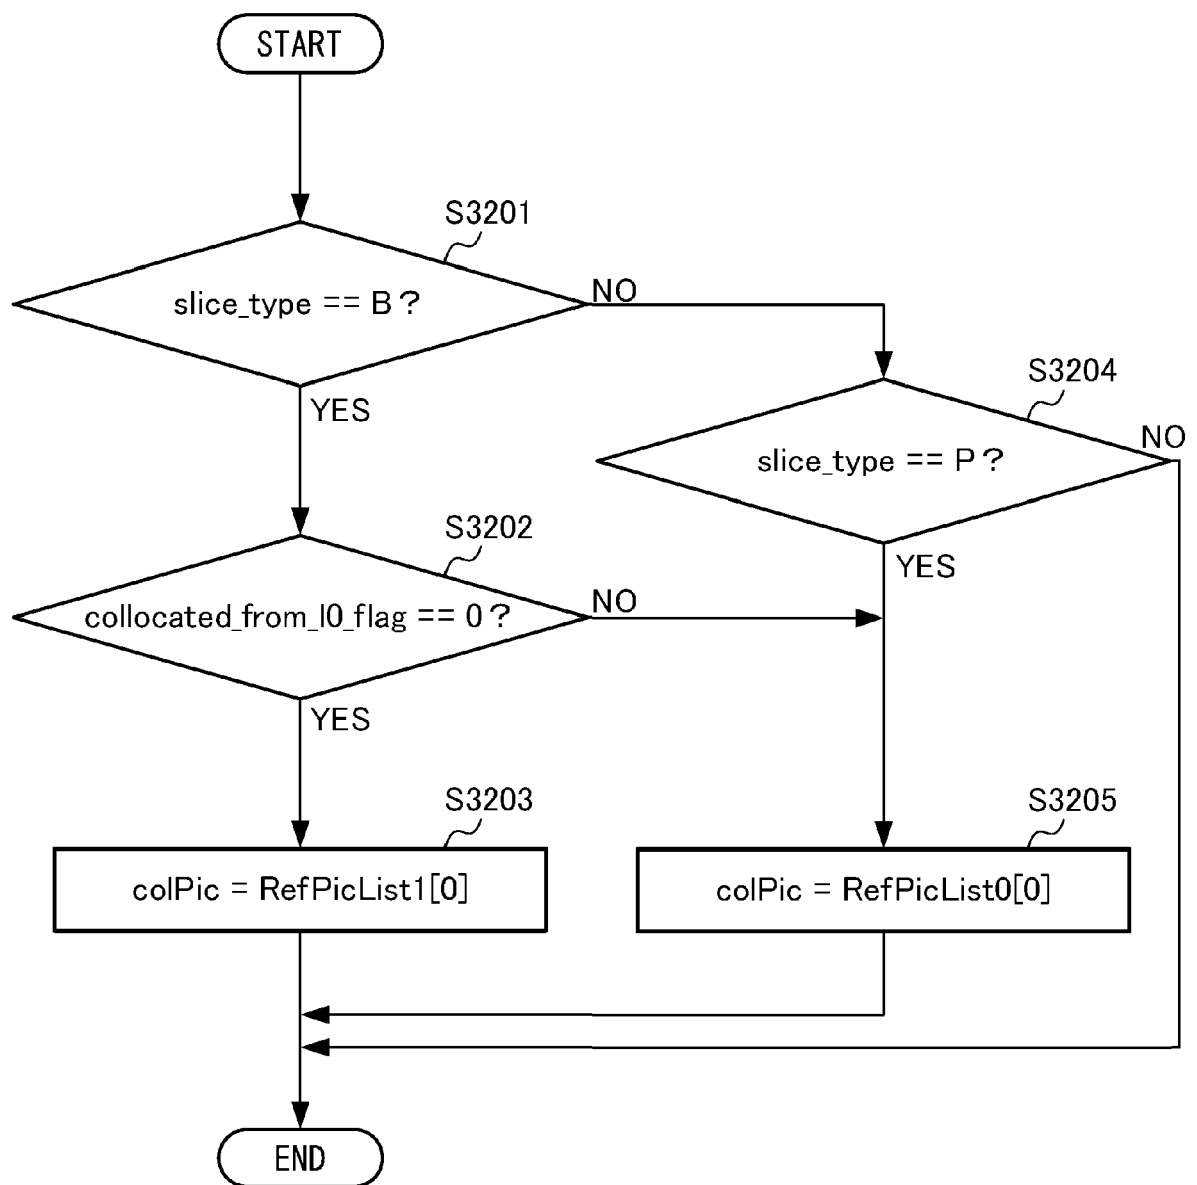 START
S3201
slice_type == B?
NO
YES
S3204
slice_type == P?
NO
YES
S3202
collocated_from_l0_flag == 0?
NO
YES
S3203
colPic = RefPicList1[0]
S3205
colPic = RefPicList0[0]
END